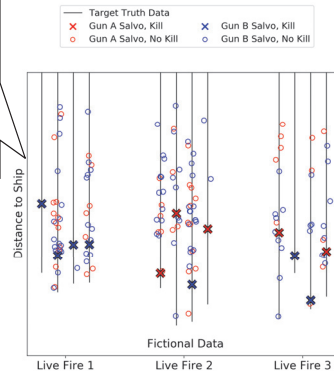 Target Truth Data
Gun A Salvo, Kill
Gun B Salvo, Kill
Gun A Salvo, No Kill
Gun B Salvo, No Kill
Distance to Ship
Fictional Data
Live Fire 1
Live Fire 2
Live Fire 3